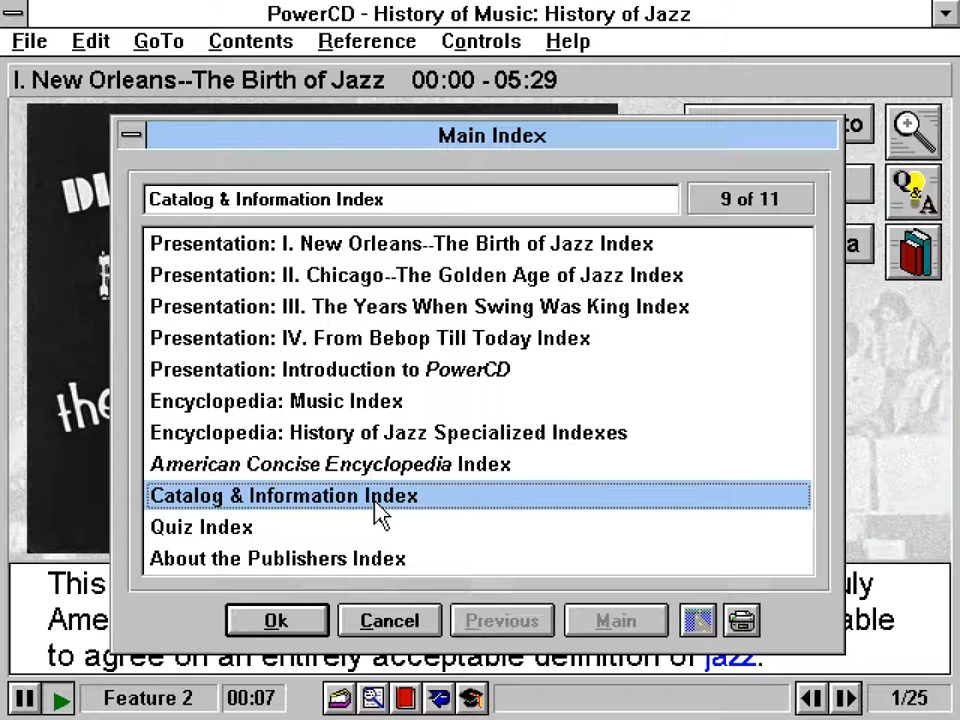 PowerCD - History of Music: History of Jazz
File Edit GoTo Contents Reference Controls Help
I. New Orleans--The Birth of Jazz 00:00 - 05:29
Main Index
Catalog & Information Index 9 of 11
Presentation: I. New Orleans--The Birth of Jazz Index
Presentation: II. Chicago--The Golden Age of Jazz Index
Presentation: III. The Years When Swing Was King Index
Presentation: IV. From Bebop Till Today Index
Presentation: Introduction to PowerCD
Encyclopedia: Music Index
Encyclopedia: History of Jazz Specialized Indexes
American Concise Encyclopedia Index
Catalog & Information Index
Quiz Index
About the Publishers Index
Ok Cancel Previous Main
Q & A
the
This
Ame
able
to agree on an entirely acceptable definition of jazz.
Feature 2 00:07 1/25